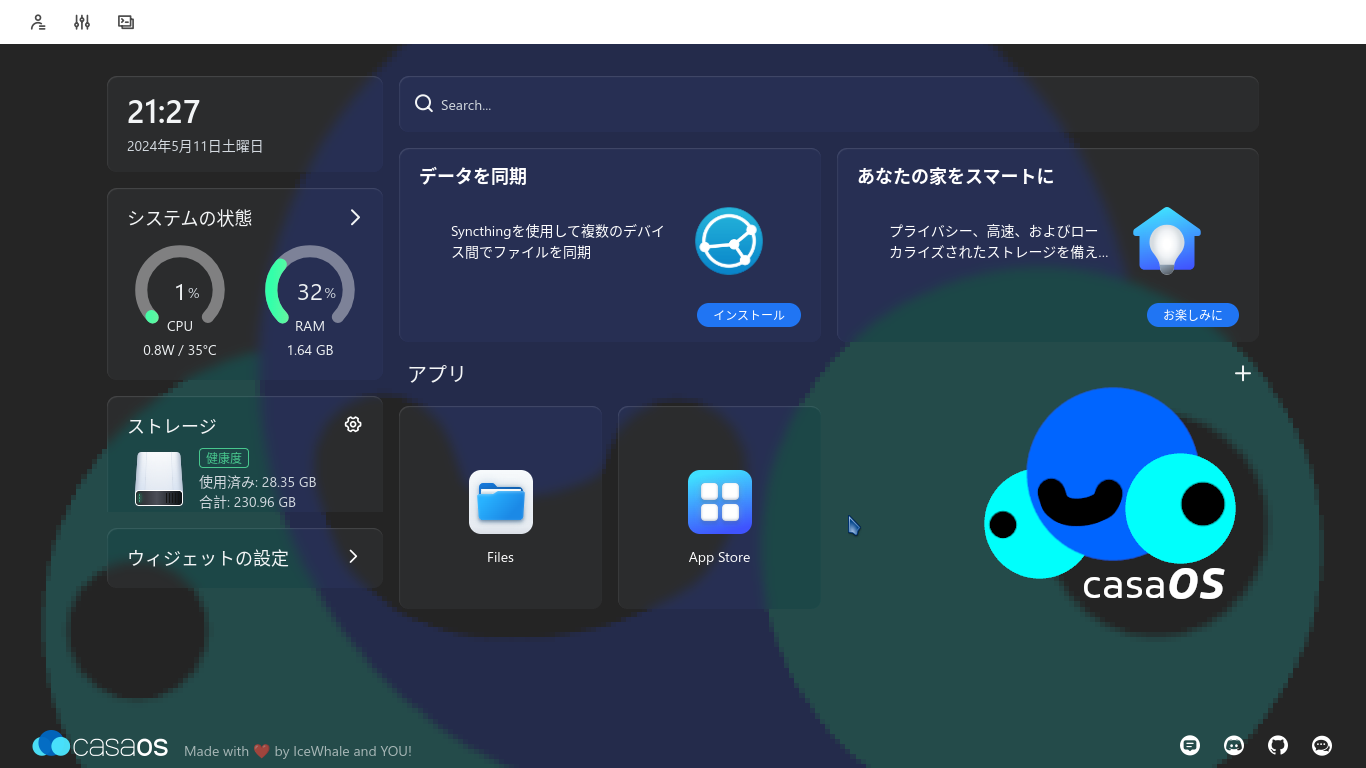 21:27
2024年5月11日土曜日
Search...
システムの状態
1%
CPU
0.8W / 35°C
32%
RAM
1.64 GB
ストレージ
健康度
使用済み: 28.35 GB
合計: 230.96 GB
ウィジェットの設定
データを同期
Syncthingを使用して複数のデバイ
ス間でファイルを同期
インストール
あなたの家をスマートに
プライバシー、高速、およびロー
カライズされたストレージを備え...
お楽しみに
アプリ
Files
App Store
casaOS
casaOS
Made with ❤️ by IceWhale and YOU!